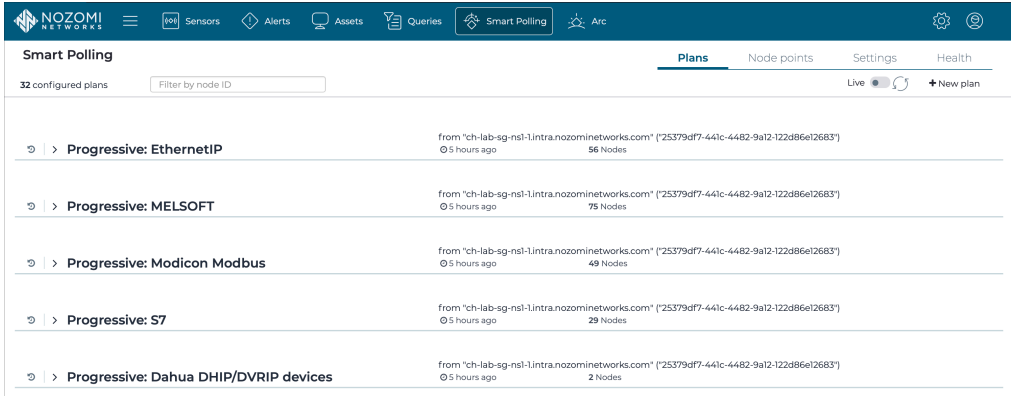 NOZOMI NETWORKS Sensors Alerts Assets Queries Smart Polling Arc
Smart Polling
Plans Node points Settings Health
32 configured plans Filter by node ID Live + New plan
from "ch-lab-sg-ns1-1.intra.nozominetworks.com" ("25379df7-441c-4482-9a12-122d86e12683")
Progressive: EthernetIP 5 hours ago 56 Nodes
from "ch-lab-sg-ns1-1.intra.nozominetworks.com" ("25379df7-441c-4482-9a12-122d86e12683")
Progressive: MELSOFT 5 hours ago 75 Nodes
from "ch-lab-sg-ns1-1.intra.nozominetworks.com" ("25379df7-441c-4482-9a12-122d86e12683")
Progressive: Modicon Modbus 5 hours ago 49 Nodes
from "ch-lab-sg-ns1-1.intra.nozominetworks.com" ("25379df7-441c-4482-9a12-122d86e12683")
Progressive: S7 5 hours ago 29 Nodes
from "ch-lab-sg-ns1-1.intra.nozominetworks.com" ("25379df7-441c-4482-9a12-122d86e12683")
Progressive: Dahua DHIP/DVRIP devices 5 hours ago 2 Nodes